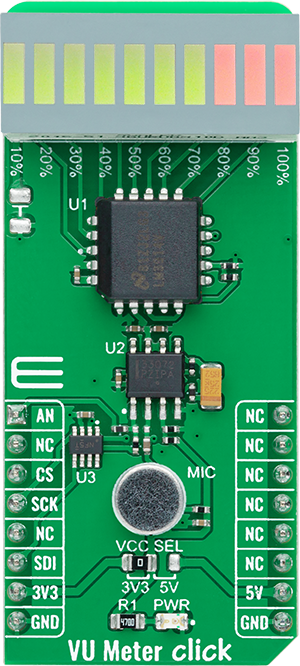 10% 20% 30% 40% 50% 60% 70% 80% 90% 100%
U1
U2
U3
MIC
AN NC
NC NC
CS NC
SCK NC
NC NC
SDI NC
3V3 5V
GND GND
VCC SEL
0
3V3 5V
R1 PWR
4700
VU Meter click